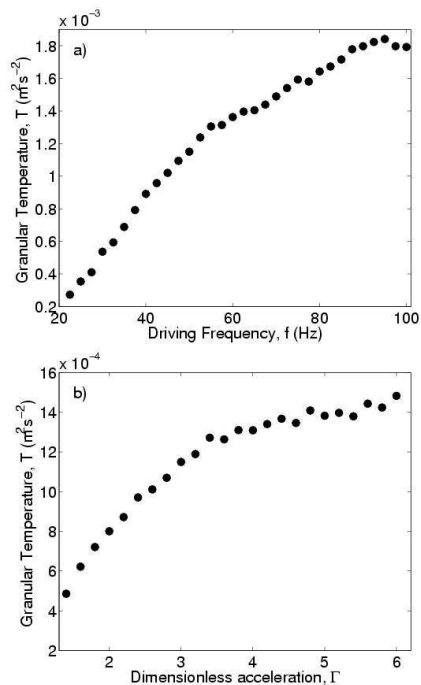 x 10⁻³
a)
1.8
1.6
1.4
1.2
1
0.8
0.6
0.4
0.2
Granular Temperature, T (m²s⁻²)
20 40 60 80 100
Driving Frequency, f (Hz)
x 10⁻⁴
b)
16
14
12
10
8
6
4
2
Granular Temperature, T (m²s⁻²)
2 3 4 5 6
Dimensionless acceleration, Γ